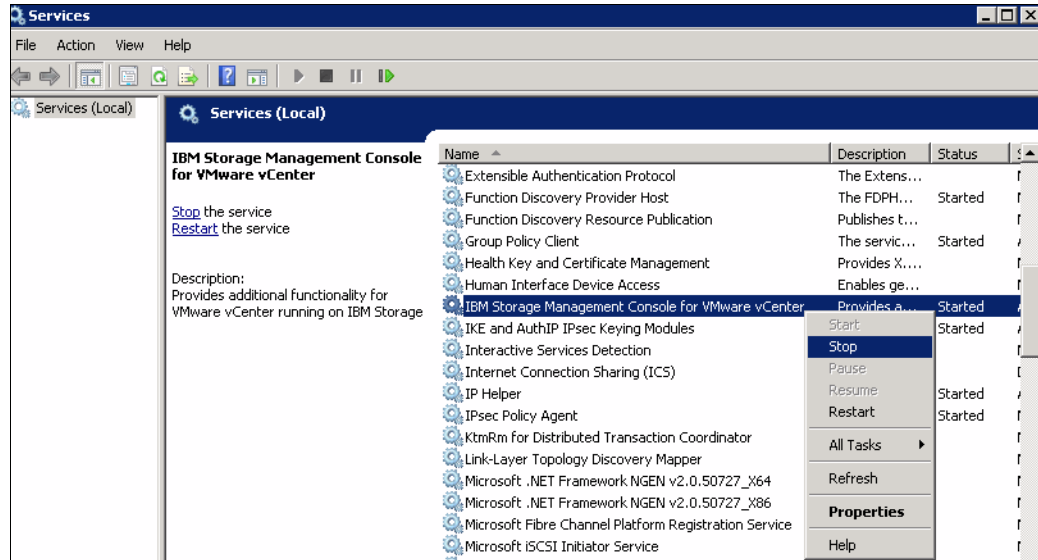 Services
File Action View Help
Services (Local)
Services (Local)
IBM Storage Management Console
for VMware vCenter
Stop the service
Restart the service
Description:
Provides additional functionality for
VMware vCenter running on IBM Storage
Name Description Status
Extensible Authentication Protocol The Extens...
Function Discovery Provider Host The FDPH... Started
Function Discovery Resource Publication Publishes t...
Group Policy Client The servic... Started
Health Key and Certificate Management Provides X....
Human Interface Device Access Enables ge...
IBM Storage Management Console for VMware vCenter Provides a... Started
IKE and AuthIP IPsec Keying Modules Started
Interactive Services Detection
Internet Connection Sharing (ICS)
IP Helper Started
IPsec Policy Agent Started
KtmRm for Distributed Transaction Coordinator
Link-Layer Topology Discovery Mapper
Microsoft .NET Framework NGEN v2.0.50727_X64
Microsoft .NET Framework NGEN v2.0.50727_X86
Microsoft Fibre Channel Platform Registration Service
Microsoft iSCSI Initiator Service
Start
Stop
Pause
Resume
Restart
All Tasks
Refresh
Properties
Help